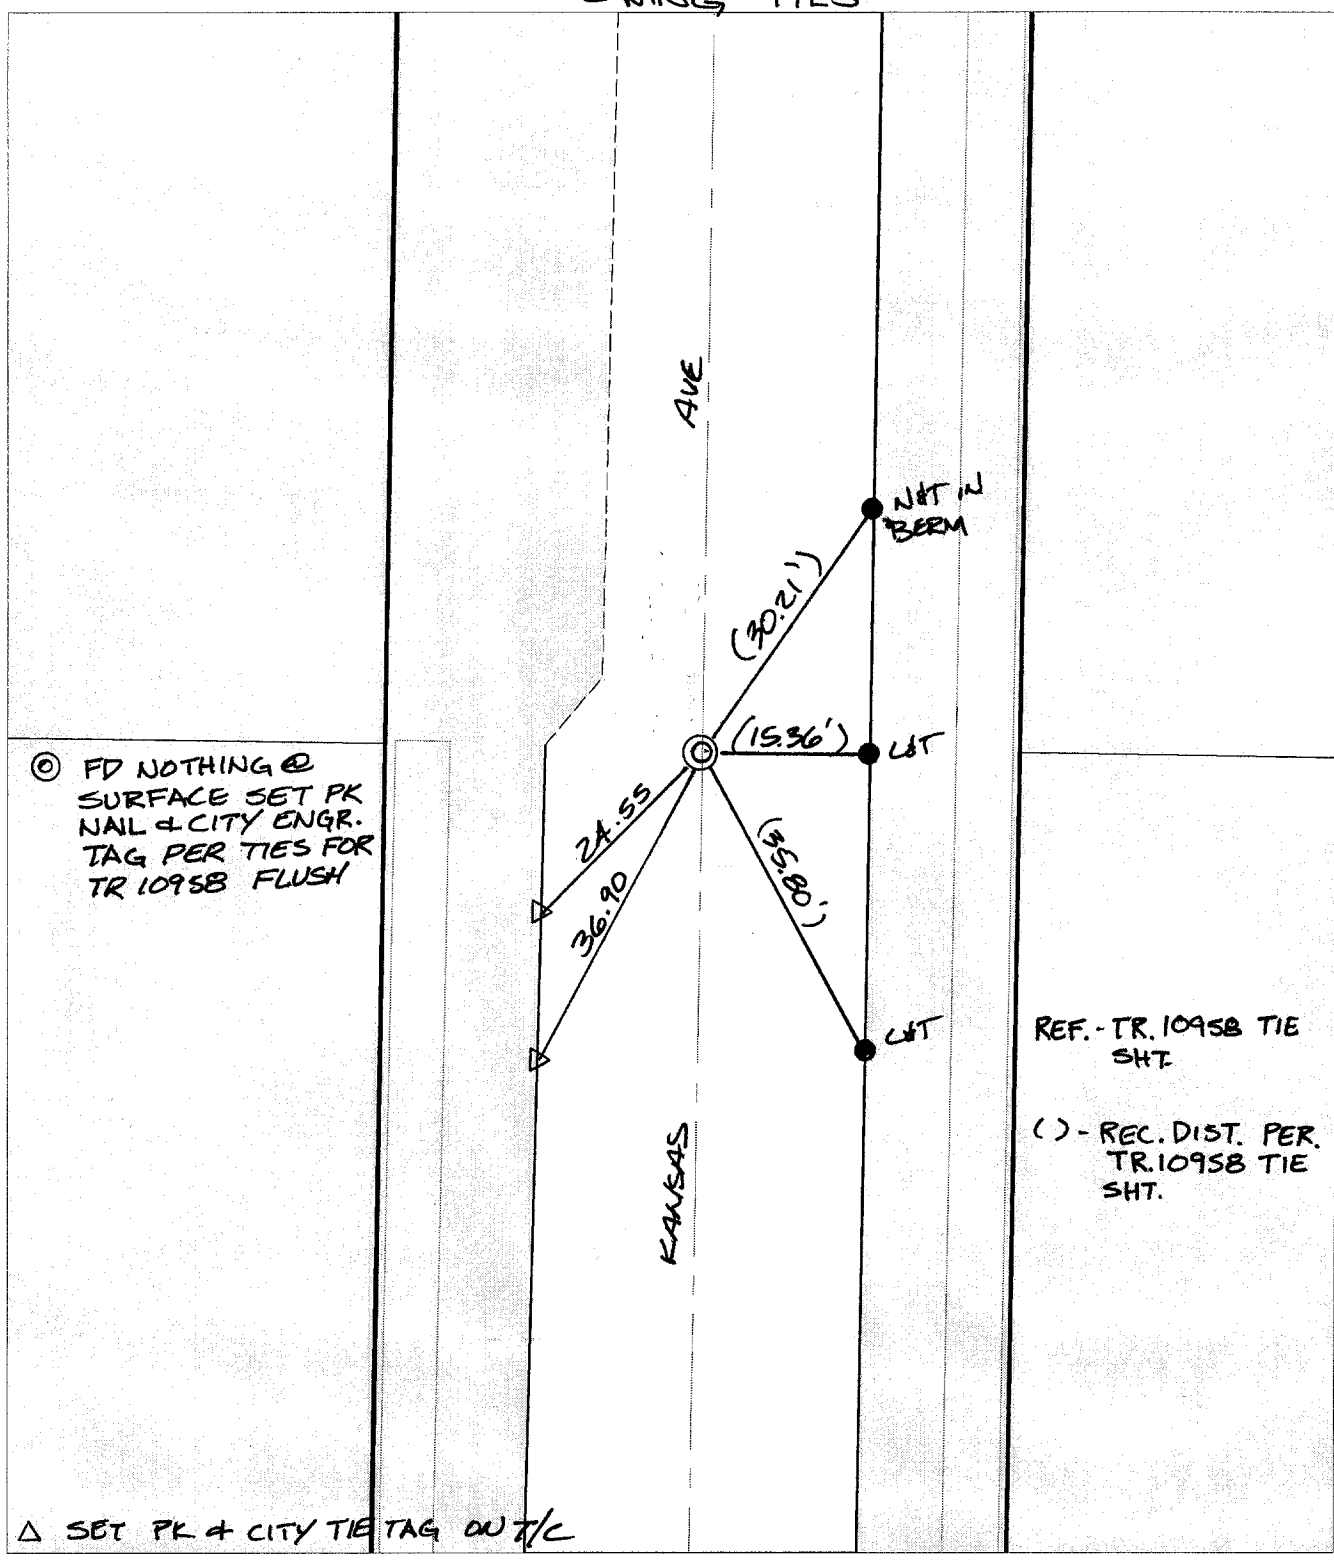 TIES
AVE
N&T IN
BERM
(30.21')
(15.36')
L&T
◎ FD NOTHING @
SURFACE SET PK
NAIL & CITY ENGR.
TAG PER TIES FOR
TR 10958 FLUSH
24.55
36.90
(35.80')
L&T
REF.-TR. 10958 TIE
SHT.
( )- REC. DIST. PER.
TR. 10958 TIE
SHT.
KANSAS
△ SET PK & CITY TIE TAG ON T/C